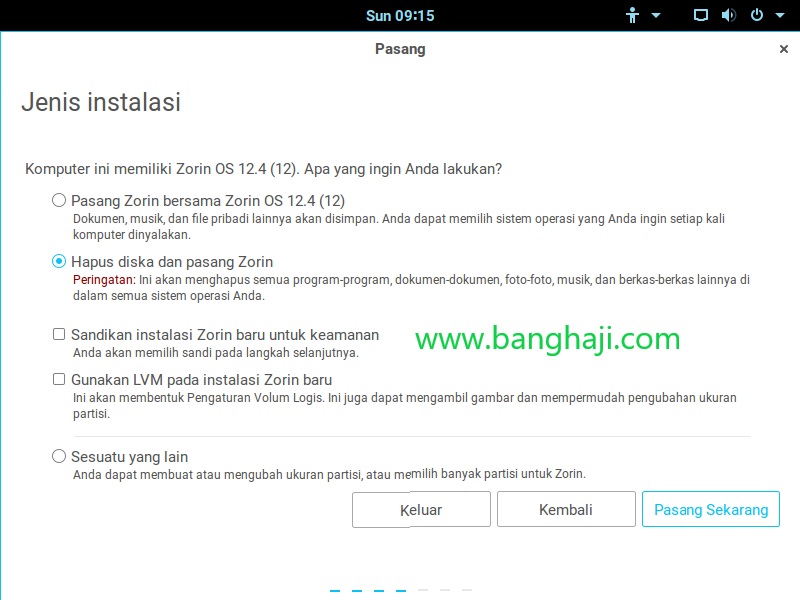 Sun 09:15
Pasang
Jenis instalasi
Komputer ini memiliki Zorin OS 12.4 (12). Apa yang ingin Anda lakukan?
Pasang Zorin bersama Zorin OS 12.4 (12)
Dokumen, musik, dan file pribadi lainnya akan disimpan. Anda dapat memilih sistem operasi yang Anda ingin setiap kali
komputer dinyalakan.
Hapus diska dan pasang Zorin
Peringatan: Ini akan menghapus semua program-program, dokumen-dokumen, foto-foto, musik, dan berkas-berkas lainnya di
dalam semua sistem operasi Anda.
Sandikan instalasi Zorin baru untuk keamanan
Anda akan memilih sandi pada langkah selanjutnya.
www.banghaji.com
Gunakan LVM pada instalasi Zorin baru
Ini akan membentuk Pengaturan Volum Logis. Ini juga dapat mengambil gambar dan mempermudah pengubahan ukuran
partisi.
Sesuatu yang lain
Anda dapat membuat atau mengubah ukuran partisi, atau memilih banyak partisi untuk Zorin.
Keluar
Kembali
Pasang Sekarang